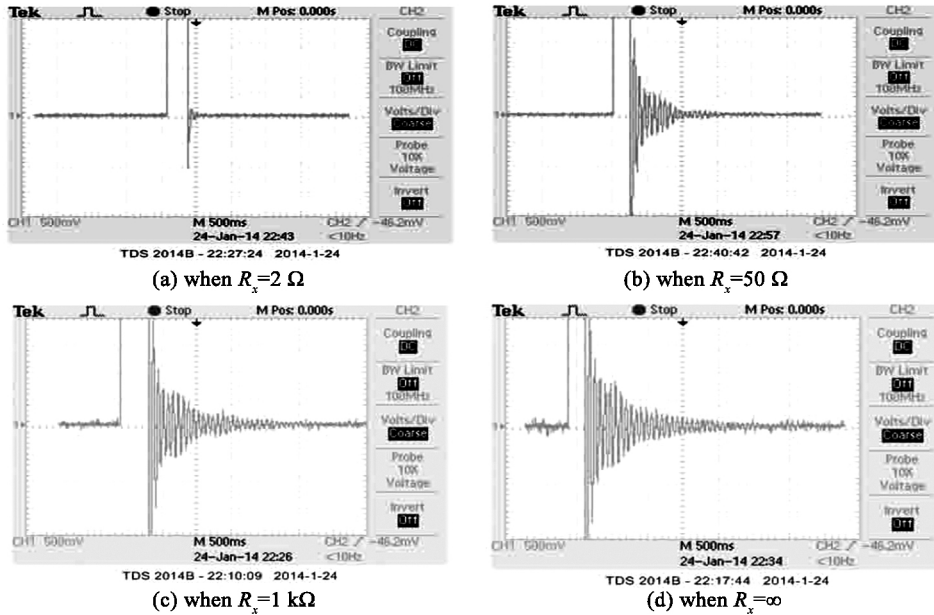 Tek Stop M Pos: 0.000s CH2
Coupling
DC
BW Limit
Off
100MHz
Volts/Div
Coarse
Probe
10X
Voltage
Invert
Off
CH1 500mV M 500ms CH2 -46.2mV
24-Jan-14 22:43 <10Hz
TDS 2014B - 22:27:24 2014-1-24
(a) when Rx=2 Ω
Tek Stop M Pos: 0.000s CH2
Coupling
DC
BW Limit
Off
100MHz
Volts/Div
Coarse
Probe
10X
Voltage
Invert
Off
CH1 500mV M 500ms CH2 -46.2mV
24-Jan-14 22:57 <10Hz
TDS 2014B - 22:40:42 2014-1-24
(b) when Rx=50 Ω
Tek Stop M Pos: 0.000s CH2
Coupling
DC
BW Limit
Off
100MHz
Volts/Div
Coarse
Probe
10X
Voltage
Invert
Off
CH1 500mV M 500ms CH2 -46.2mV
24-Jan-14 22:26 <10Hz
TDS 2014B - 22:10:09 2014-1-24
(c) when Rx=1 kΩ
Tek Stop M Pos: 0.000s CH2
Coupling
DC
BW Limit
Off
100MHz
Volts/Div
Coarse
Probe
10X
Voltage
Invert
Off
CH1 500mV M 500ms CH2 -46.2mV
24-Jan-14 22:34 <10Hz
TDS 2014B - 22:17:44 2014-1-24
(d) when Rx=∞